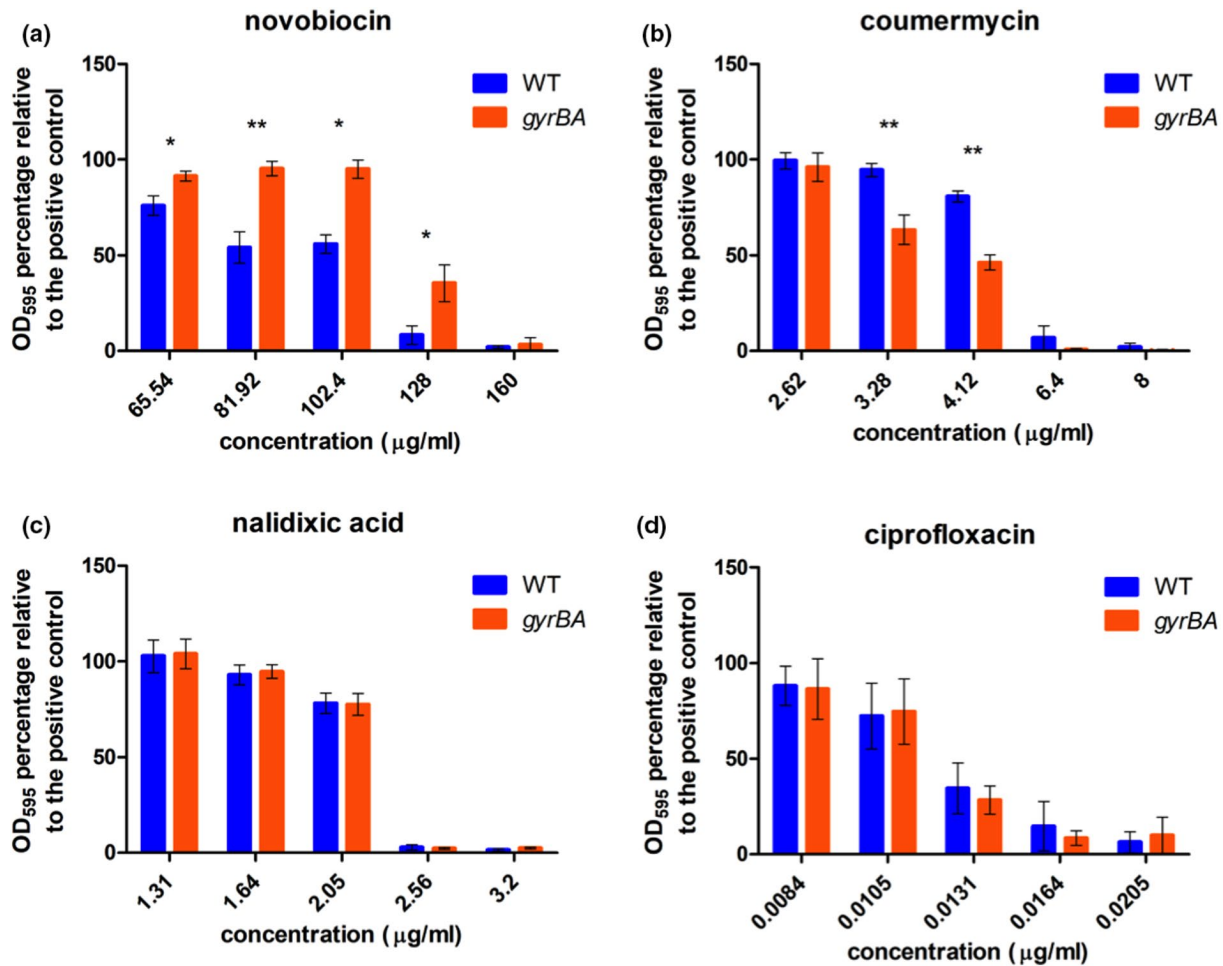 (a)
novobiocin
OD595 percentage relative
to the positive control
150
100
50
0
WT
gyrBA
*
**
*
*
65.54
81.92
102.4
128
160
concentration (μg/ml)
(b)
coumermycin
OD595 percentage relative
to the positive control
150
100
50
0
WT
gyrBA
**
**
2.62
3.28
4.12
6.4
8
concentration (μg/ml)
(c)
nalidixic acid
OD595 percentage relative
to the positive control
150
100
50
0
WT
gyrBA
1.31
1.64
2.05
2.56
3.2
concentration (μg/ml)
(d)
ciprofloxacin
OD595 percentage relative
to the positive control
150
100
50
0
WT
gyrBA
0.0084
0.0105
0.0131
0.0164
0.0205
concentration (μg/ml)